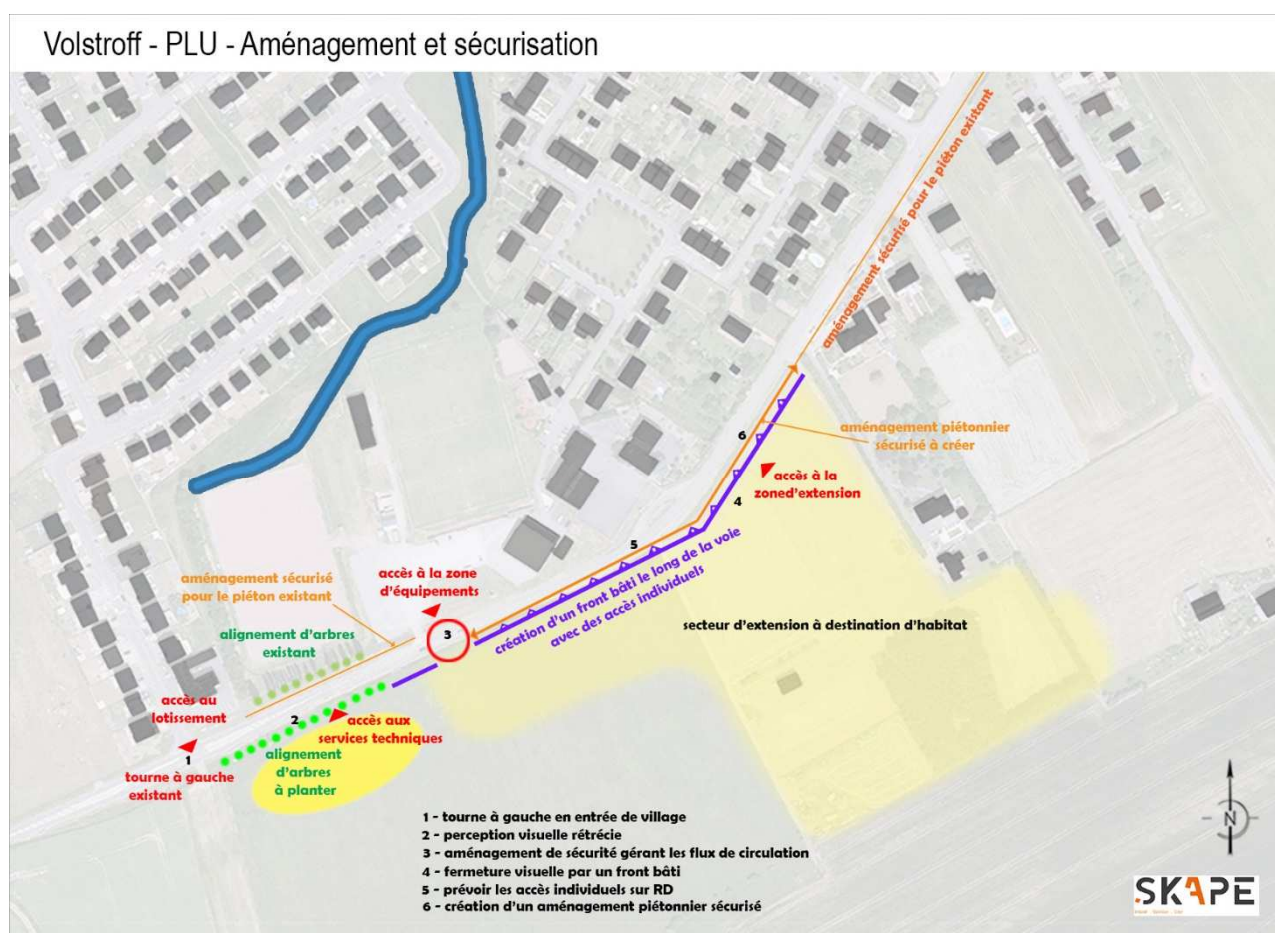 Volstroff - PLU - Aménagement et sécurisation
aménagement sécurisé pour le piéton existant
6
aménagement piétonnier
sécurisé à créer
accès à la
zoned'extension
4
5
création d'un front bâti le long de la voie
avec des accès individuels
aménagement sécurisé
pour le piéton existant
accès à la zone
d'équipements
3
alignement d'arbres
existant
secteur d'extension à destination d'habitat
accès au
lotissement
2
accès aux
services techniques
1
tourne à gauche
existant
alignement
d'arbres
à planter
1 - tourne à gauche en entrée de village
2 - perception visuelle rétrécie
3 - aménagement de sécurité gérant les flux de circulation
4 - fermeture visuelle par un front bâti
5 - prévoir les accès individuels sur RD
6 - création d'un aménagement piétonnier sécurisé
N
SKAPE